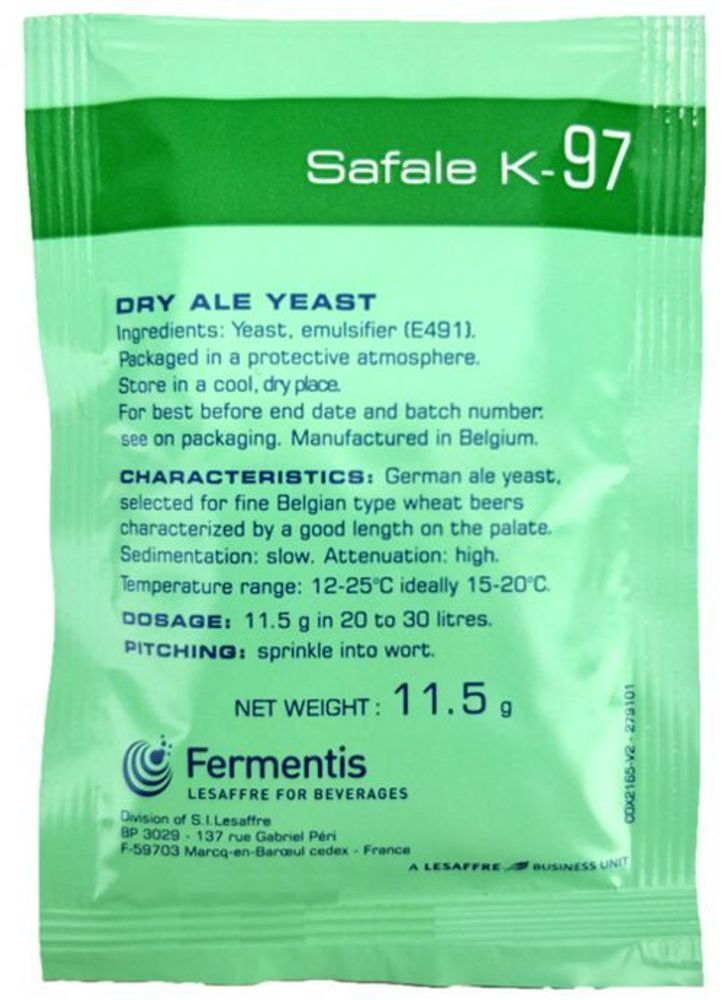 Safale K-97
DRY ALE YEAST
Ingredients: Yeast, emulsifier (E491).
Packaged in a protective atmosphere.
Store in a cool, dry place.
For best before end date and batch number:
see on packaging. Manufactured in Belgium.
CHARACTERISTICS: German ale yeast,
selected for fine Belgian type wheat beers
characterized by a good length on the palate.
Sedimentation: slow. Attenuation: high.
Temperature range: 12-25°C ideally 15-20°C.
DOSAGE: 11.5 g in 20 to 30 litres.
PITCHING: sprinkle into wort.
NET WEIGHT: 11.5 g
Fermentis
LESAFFRE FOR BEVERAGES
Division of S.I.Lesaffre
BP 3029 - 137 rue Gabriel Péri
F-59703 Marcq-en-Barœul cedex - France
A LESAFFRE BUSINESS UNIT
CDX2165-V2 - 279101